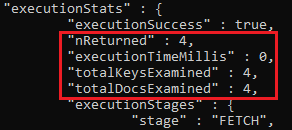 "executionStats" : {
"executionSuccess" : true,
"nReturned" : 4,
"executionTimeMillis" : 0,
"totalKeysExamined" : 4,
"totalDocsExamined" : 4,
"executionStages" : {
"stage" : "FETCH",